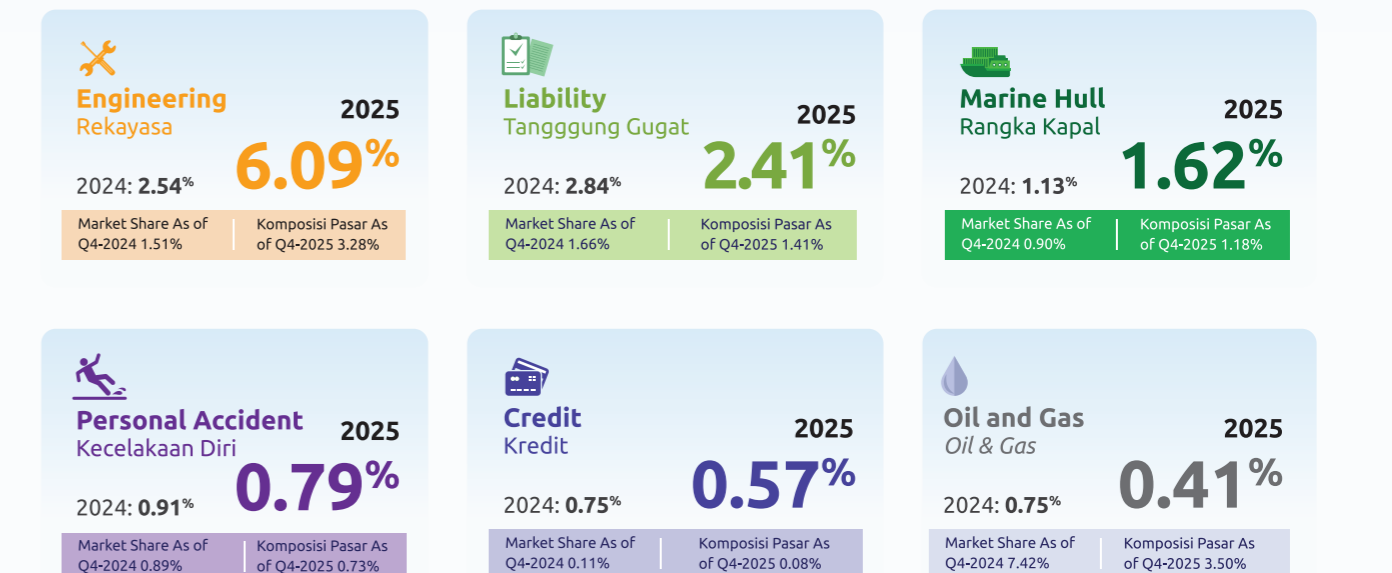 Engineering
Rekayasa
2025
6.09%
2024: 2.54%
Market Share As of
Q4-2024 1.51%
Komposisi Pasar As
of Q4-2025 3.28%
Liability
Tangggung Gugat
2025
2.41%
2024: 2.84%
Market Share As of
Q4-2024 1.66%
Komposisi Pasar As
of Q4-2025 1.41%
Marine Hull
Rangka Kapal
2025
1.62%
2024: 1.13%
Market Share As of
Q4-2024 0.90%
Komposisi Pasar As
of Q4-2025 1.18%
Personal Accident
Kecelakaan Diri
2025
0.79%
2024: 0.91%
Market Share As of
Q4-2024 0.89%
Komposisi Pasar As
of Q4-2025 0.73%
Credit
Kredit
2025
0.57%
2024: 0.75%
Market Share As of
Q4-2024 0.11%
Komposisi Pasar As
of Q4-2025 0.08%
Oil and Gas
Oil & Gas
2025
0.41%
2024: 0.75%
Market Share As of
Q4-2024 7.42%
Komposisi Pasar As
of Q4-2025 3.50%